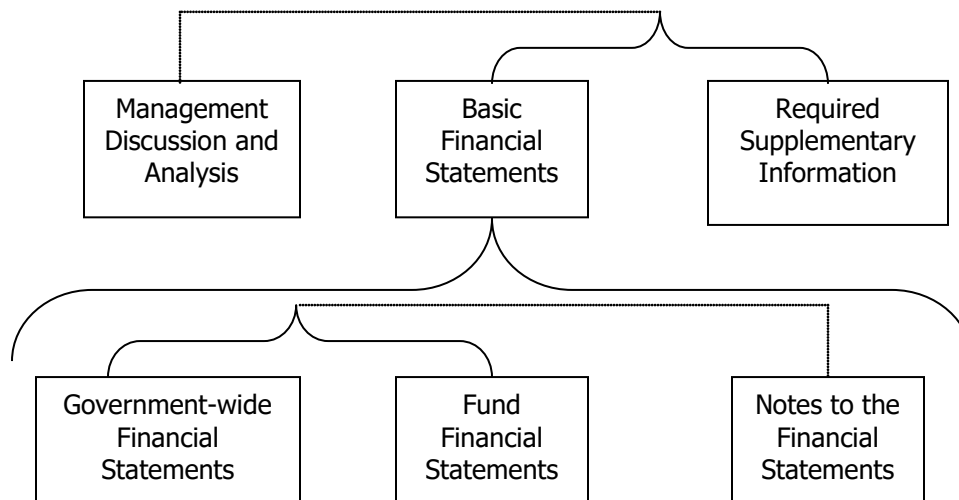 Management
Discussion and
Analysis
Basic
Financial
Statements
Required
Supplementary
Information
Government-wide
Financial
Statements
Fund
Financial
Statements
Notes to the
Financial
Statements